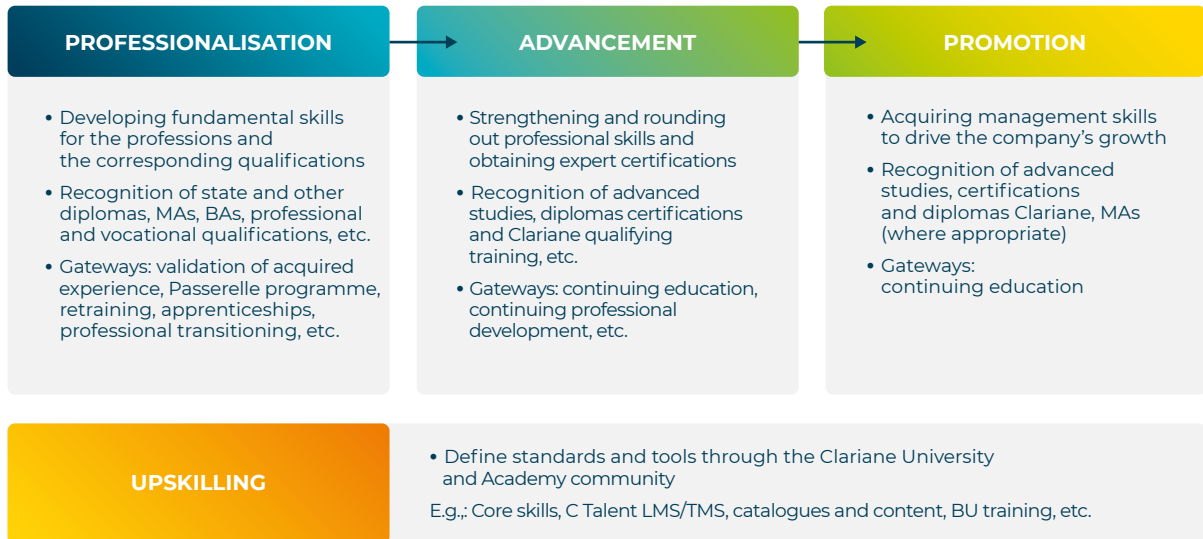 PROFESSIONALISATION
• Developing fundamental skills
for the professions and
the corresponding qualifications
• Recognition of state and other
diplomas, MAs, BAs, professional
and vocational qualifications, etc.
• Gateways: validation of acquired
experience, Passerelle programme,
retraining, apprenticeships,
professional transitioning, etc.
ADVANCEMENT
• Strengthening and rounding
out professional skills and
obtaining expert certifications
• Recognition of advanced
studies, diplomas certifications
and Clariane qualifying
training, etc.
• Gateways: continuing education,
continuing professional
development, etc.
PROMOTION
• Acquiring management skills
to drive the company’s growth
• Recognition of advanced
studies, certifications
and diplomas Clariane, MAs
(where appropriate)
• Gateways:
continuing education
UPSKILLING
• Define standards and tools through the Clariane University
and Academy community
E.g.,: Core skills, C Talent LMS/TMS, catalogues and content, BU training, etc.